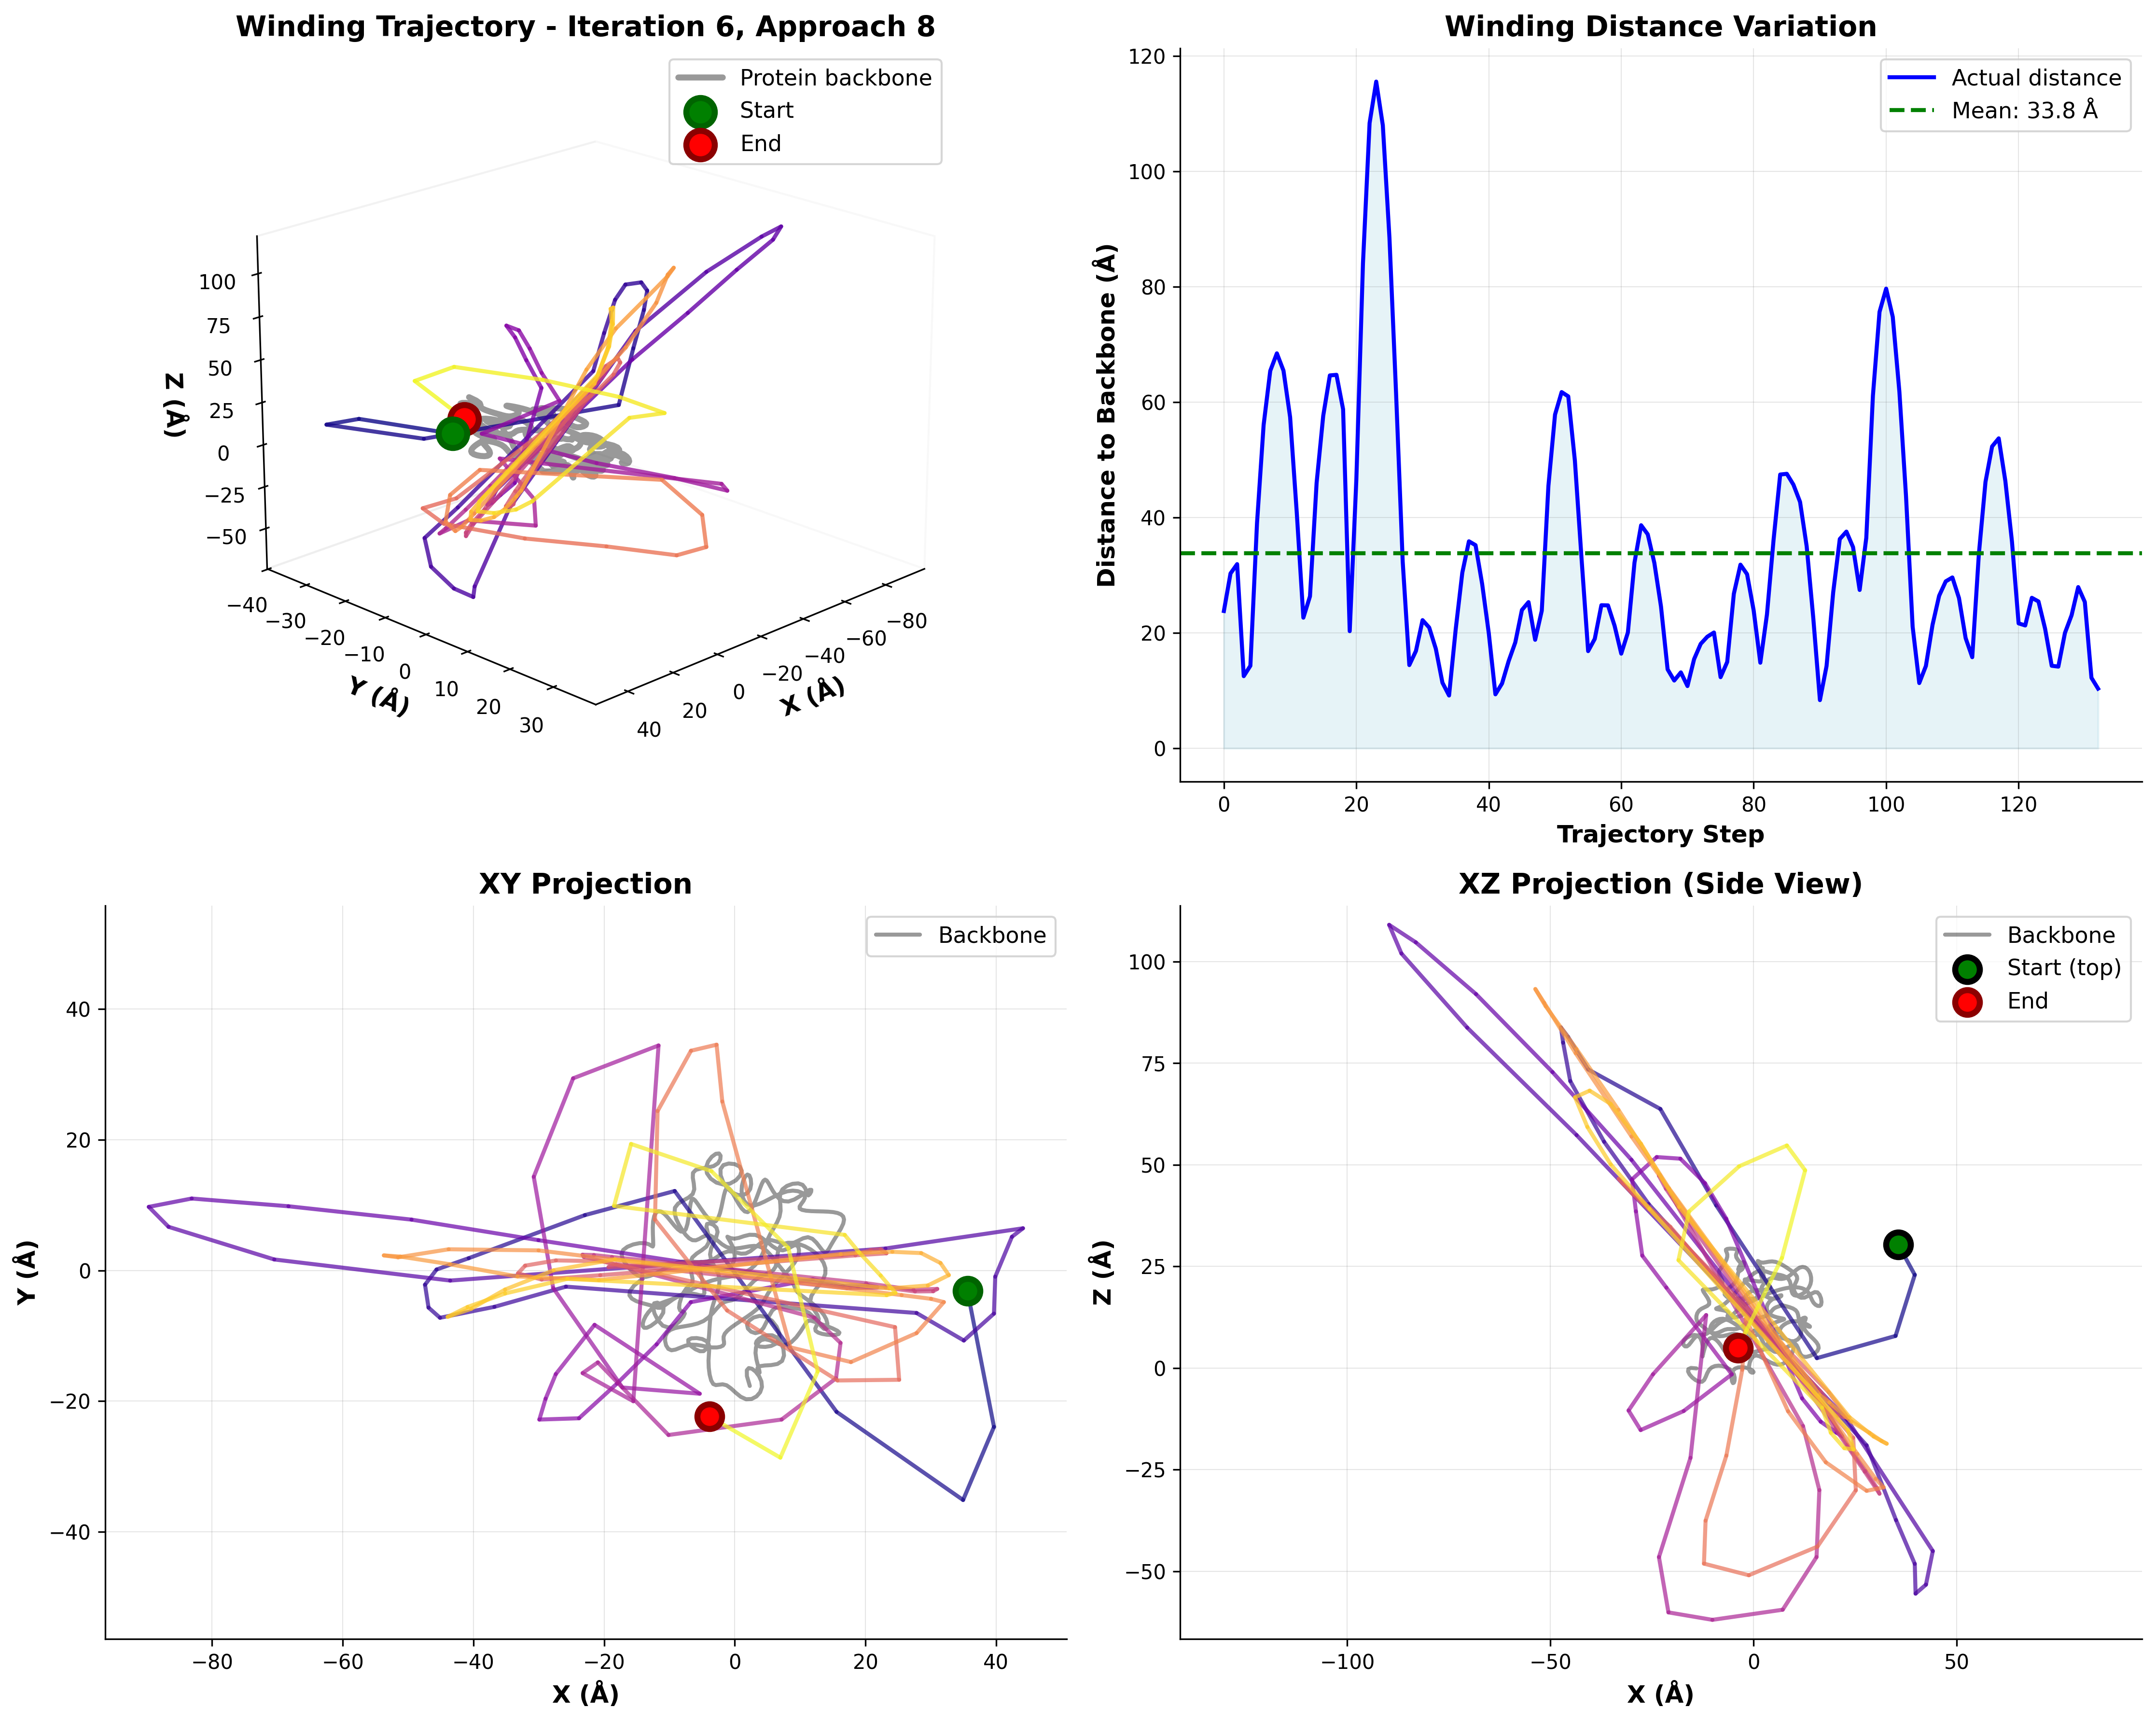 Winding Trajectory - Iteration 6, Approach 8
Protein backbone
Start
End
100
75
50
25
0
−25
−50
Z (Å)
−40
−30
−20
−10
0
10
20
30
Y (Å)
40
20
0
−20
−40
−60
−80
X (Å)
Winding Distance Variation
Actual distance
Mean: 33.8 Å
120
100
80
60
40
20
0
Distance to Backbone (Å)
0
20
40
60
80
100
120
Trajectory Step
XY Projection
Backbone
40
20
0
−20
−40
Y (Å)
−80
−60
−40
−20
0
20
40
X (Å)
XZ Projection (Side View)
Backbone
Start (top)
End
100
75
50
25
0
−25
−50
Z (Å)
−100
−50
0
50
X (Å)